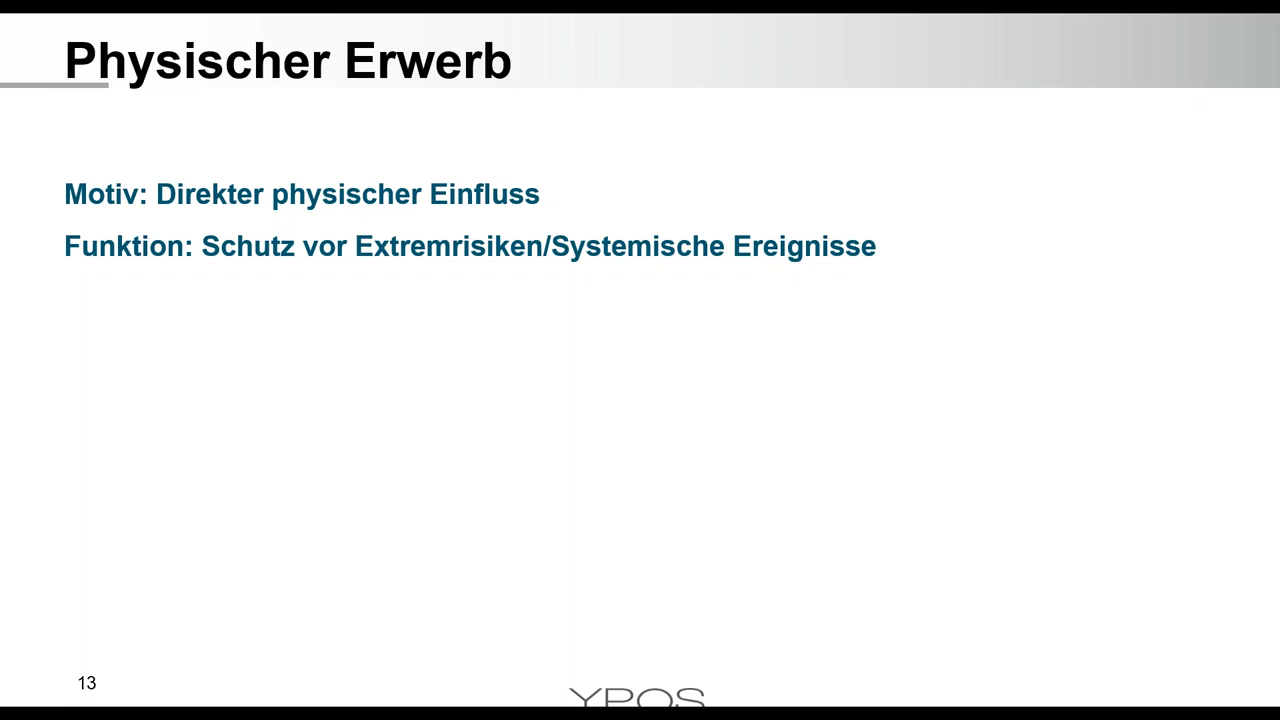 Physischer Erwerb
Motiv: Direkter physischer Einfluss
Funktion: Schutz vor Extremrisiken/Systemische Ereignisse
13
YPOS